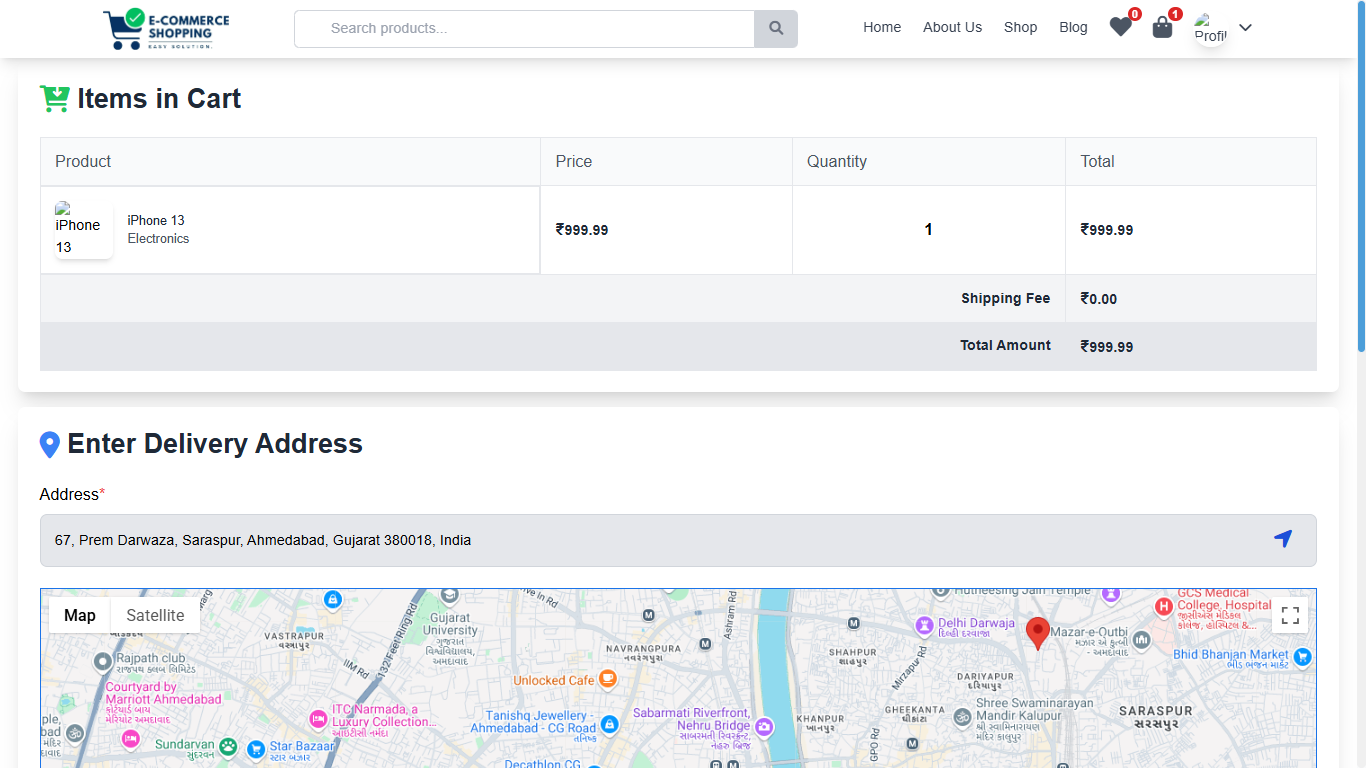 E-COMMERCE
SHOPPING
EASY SOLUTION.
Search products...
Home
About Us
Shop
Blog
0
1
Profil
Items in Cart
Product
Price
Quantity
Total
iPhone 13
iPhone 13
Electronics
₹999.99
1
₹999.99
Shipping Fee
₹0.00
Total Amount
₹999.99
Enter Delivery Address
Address*
67, Prem Darwaza, Saraspur, Ahmedabad, Gujarat 380018, India
Map
Satellite
VASTRAPUR
વસ્ત્રાપુર
Rajpath club
રાજપથ ક્લબ લિમિટેડ
Courtyard by
Marriott Ahmedabad
કોર્ટયાર્ડ બાય
મેરિયોટ અમદાવાદ
Sundarvan
સુંદરવન
Star Bazaar
સ્ટાર બજાર
IIM Rd
132 Feet Ring Rd
ITC Narmada, a
Luxury Collection...
આઈટીસી નર્મદા
Gujarat
University
ગુજરાત
વિશ્વવિદ્યાલય,
અમદાવાદ
NAVRANGPURA
નવરંગપુરા
Unlocked Cafe
Tanishq Jewellery -
Ahmedabad - CG Road
તનિષ્ક
Decathlon CG
Ashram Rd
Sabarmati Riverfront,
Nehru Bridge
સાબરમતી રિવરફ્રન્ટ,
નેહરુ બ્રિજ
KHANPUR
ખાનપુર
SHAHPUR
શાહપુર
Mirzapur Rd
GHEEKANTA
ઘીકાંટા
GPO Rd
Hutheesing Jain Temple
Delhi Darwaja
દિલ્હી દરવાજા
DARIYAPUR
દરિયાપુર
Shree Swaminarayan
Mandir Kalupur
શ્રી સ્વામિનારાયણ
મંદિર કાલુપુર
Mazar-e-Qutbi
મઝાર એ કુત્બી
- અમદાવાદ
GCS Medical
College, Hospital
જીસીએસ મેડિકલ
કૉલેજ, હોસ્પિટલ &...
Bhid Bhanjan Market
ભીડ ભંજન માર્કેટ
SARASPUR
સરસપુર